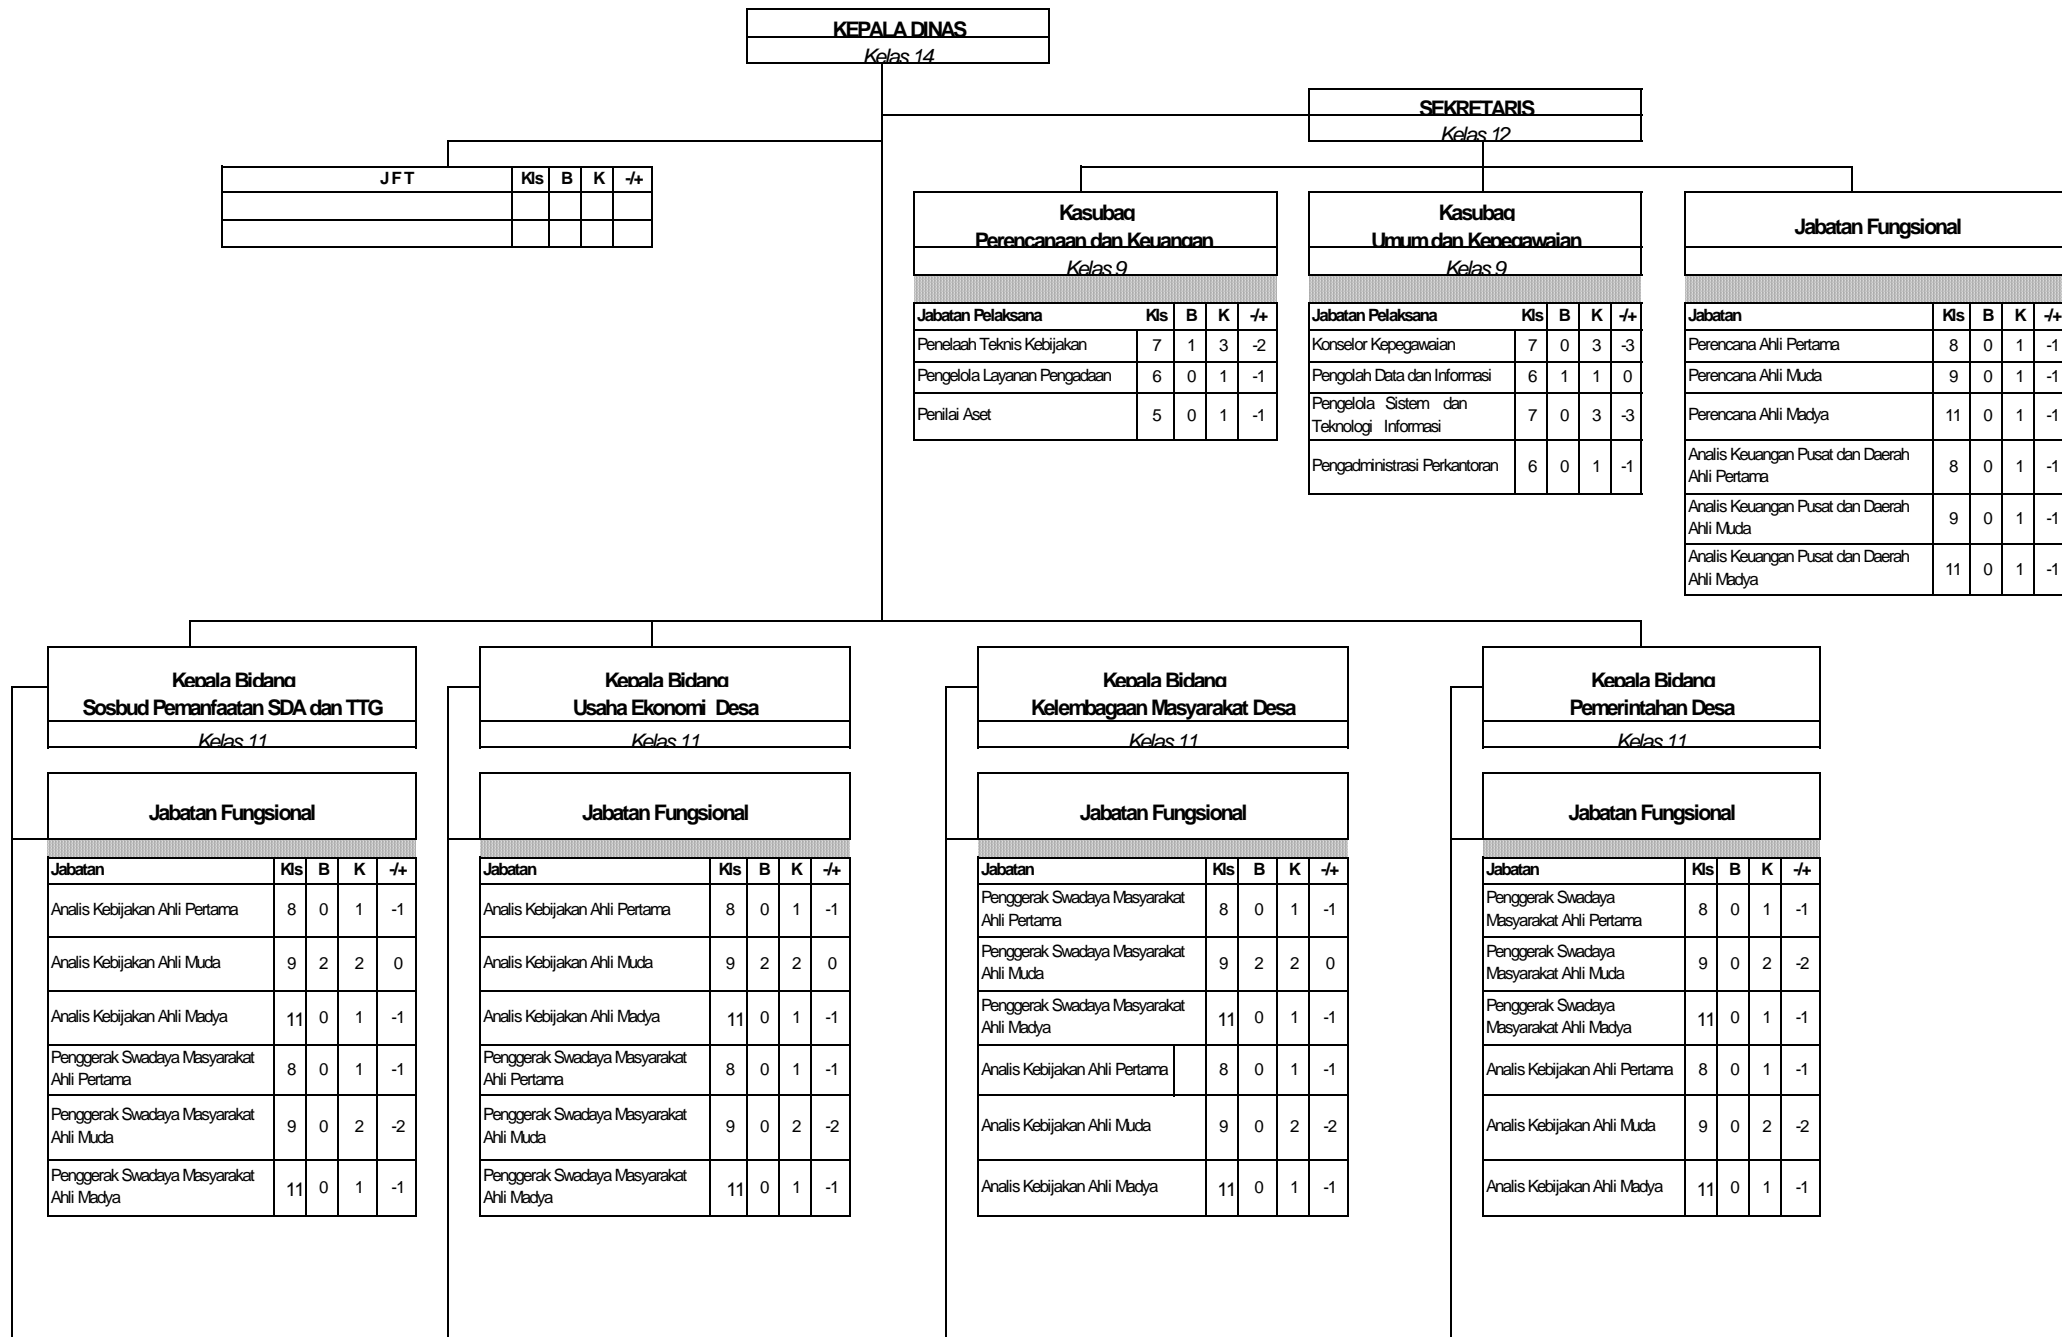 KEPALA DINAS
Kelas 14
SEKRETARIS
Kelas 12
JFT Kls B K -/+
Kasubag
Perencanaan dan Keuangan
Kelas 9
Jabatan Pelaksana Kls B K -/+
Penelaah Teknis Kebijakan 7 1 3 -2
Pengelola Layanan Pengadaan 6 0 1 -1
Penilai Aset 5 0 1 -1
Kasubag
Umum dan Kepegawaian
Kelas 9
Jabatan Pelaksana Kls B K -/+
Konselor Kepegawaian 7 0 3 -3
Pengolah Data dan Informasi 6 1 1 0
Pengelola Sistem dan
Teknologi Informasi 7 0 3 -3
Pengadministrasi Perkantoran 6 0 1 -1
Jabatan Fungsional
Jabatan Kls B K -/+
Perencana Ahli Pertama 8 0 1 -1
Perencana Ahli Muda 9 0 1 -1
Perencana Ahli Madya 11 0 1 -1
Analis Keuangan Pusat dan Daerah
Ahli Pertama 8 0 1 -1
Analis Keuangan Pusat dan Daerah
Ahli Muda 9 0 1 -1
Analis Keuangan Pusat dan Daerah
Ahli Madya 11 0 1 -1
Kepala Bidang
Sosbud Pemanfaatan SDA dan TTG
Kelas 11
Jabatan Fungsional
Jabatan Kls B K -/+
Analis Kebijakan Ahli Pertama 8 0 1 -1
Analis Kebijakan Ahli Muda 9 2 2 0
Analis Kebijakan Ahli Madya 11 0 1 -1
Penggerak Swadaya Masyarakat
Ahli Pertama 8 0 1 -1
Penggerak Swadaya Masyarakat
Ahli Muda 9 0 2 -2
Penggerak Swadaya Masyarakat
Ahli Madya 11 0 1 -1
Kepala Bidang
Usaha Ekonomi Desa
Kelas 11
Jabatan Fungsional
Jabatan Kls B K -/+
Analis Kebijakan Ahli Pertama 8 0 1 -1
Analis Kebijakan Ahli Muda 9 2 2 0
Analis Kebijakan Ahli Madya 11 0 1 -1
Penggerak Swadaya Masyarakat
Ahli Pertama 8 0 1 -1
Penggerak Swadaya Masyarakat
Ahli Muda 9 0 2 -2
Penggerak Swadaya Masyarakat
Ahli Madya 11 0 1 -1
Kepala Bidang
Kelembagaan Masyarakat Desa
Kelas 11
Jabatan Fungsional
Jabatan Kls B K -/+
Penggerak Swadaya Masyarakat
Ahli Pertama 8 0 1 -1
Penggerak Swadaya Masyarakat
Ahli Muda 9 2 2 0
Penggerak Swadaya Masyarakat
Ahli Madya 11 0 1 -1
Analis Kebijakan Ahli Pertama 8 0 1 -1
Analis Kebijakan Ahli Muda 9 0 2 -2
Analis Kebijakan Ahli Madya 11 0 1 -1
Kepala Bidang
Pemerintahan Desa
Kelas 11
Jabatan Fungsional
Jabatan Kls B K -/+
Penggerak Swadaya
Masyarakat Ahli Pertama 8 0 1 -1
Penggerak Swadaya
Masyarakat Ahli Muda 9 0 2 -2
Penggerak Swadaya
Masyarakat Ahli Madya 11 0 1 -1
Analis Kebijakan Ahli Pertama 8 0 1 -1
Analis Kebijakan Ahli Muda 9 0 2 -2
Analis Kebijakan Ahli Madya 11 0 1 -1